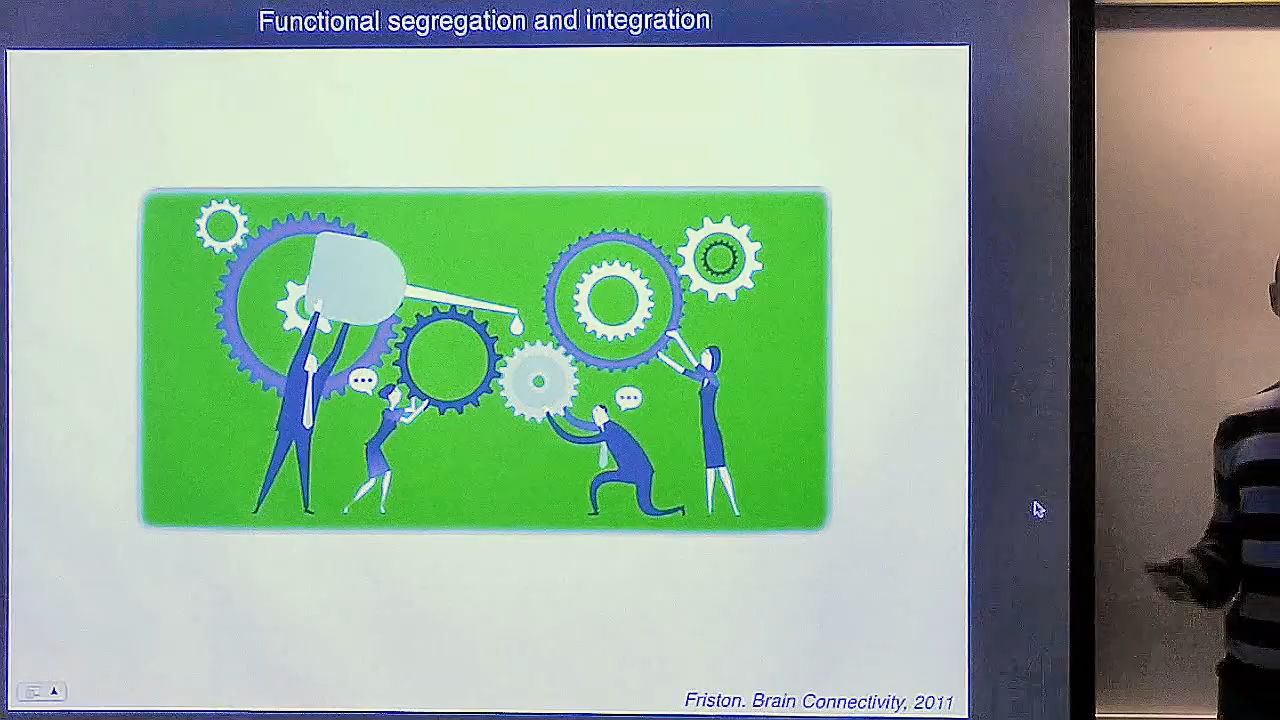 Functional segregation and integration
Friston. Brain Connectivity, 2011